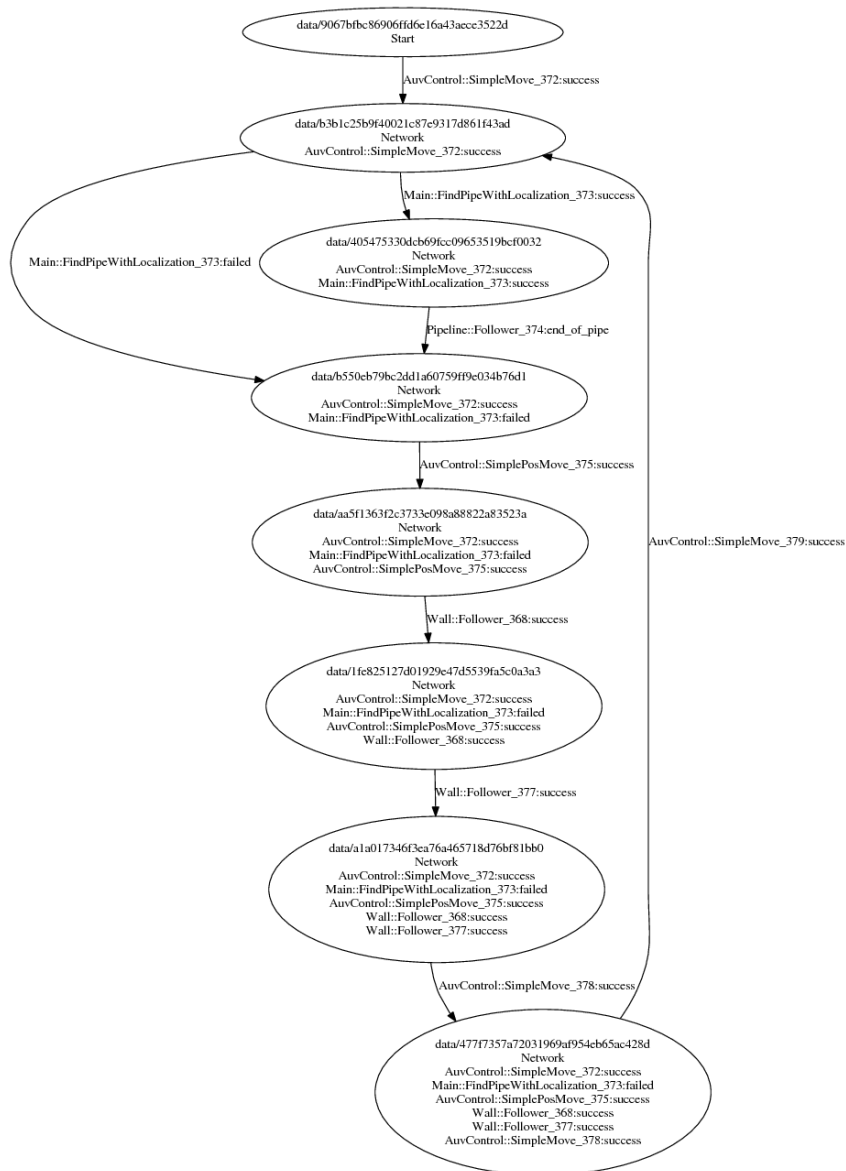 data/9067bfbc86906ffd6e16a43aece3522d
Start
AuvControl::SimpleMove_372:success
data/b3b1c25b9f40021c87e9317d861f43ad
Network
AuvControl::SimpleMove_372:success
Main::FindPipeWithLocalization_373:success
data/405475330dcb69fcc09653519bcf0032
Network
AuvControl::SimpleMove_372:success
Main::FindPipeWithLocalization_373:success
Main::FindPipeWithLocalization_373:failed
Pipeline::Follower_374:end_of_pipe
data/b550eb79bc2dd1a60759ff9e034b76d1
Network
AuvControl::SimpleMove_372:success
Main::FindPipeWithLocalization_373:failed
AuvControl::SimplePosMove_375:success
data/aa5f1363f2c3733e098a88822a83523a
Network
AuvControl::SimpleMove_372:success
Main::FindPipeWithLocalization_373:failed
AuvControl::SimplePosMove_375:success
AuvControl::SimpleMove_379:success
Wall::Follower_368:success
data/1fe825127d01929e47d5539fa5c0a3a3
Network
AuvControl::SimpleMove_372:success
Main::FindPipeWithLocalization_373:failed
AuvControl::SimplePosMove_375:success
Wall::Follower_368:success
Wall::Follower_377:success
data/a1a017346f3ea76a465718d76bf81bb0
Network
AuvControl::SimpleMove_372:success
Main::FindPipeWithLocalization_373:failed
AuvControl::SimplePosMove_375:success
Wall::Follower_368:success
Wall::Follower_377:success
AuvControl::SimpleMove_378:success
data/477f7357a72031969af954eb65ac428d
Network
AuvControl::SimpleMove_372:success
Main::FindPipeWithLocalization_373:failed
AuvControl::SimplePosMove_375:success
Wall::Follower_368:success
Wall::Follower_377:success
AuvControl::SimpleMove_378:success